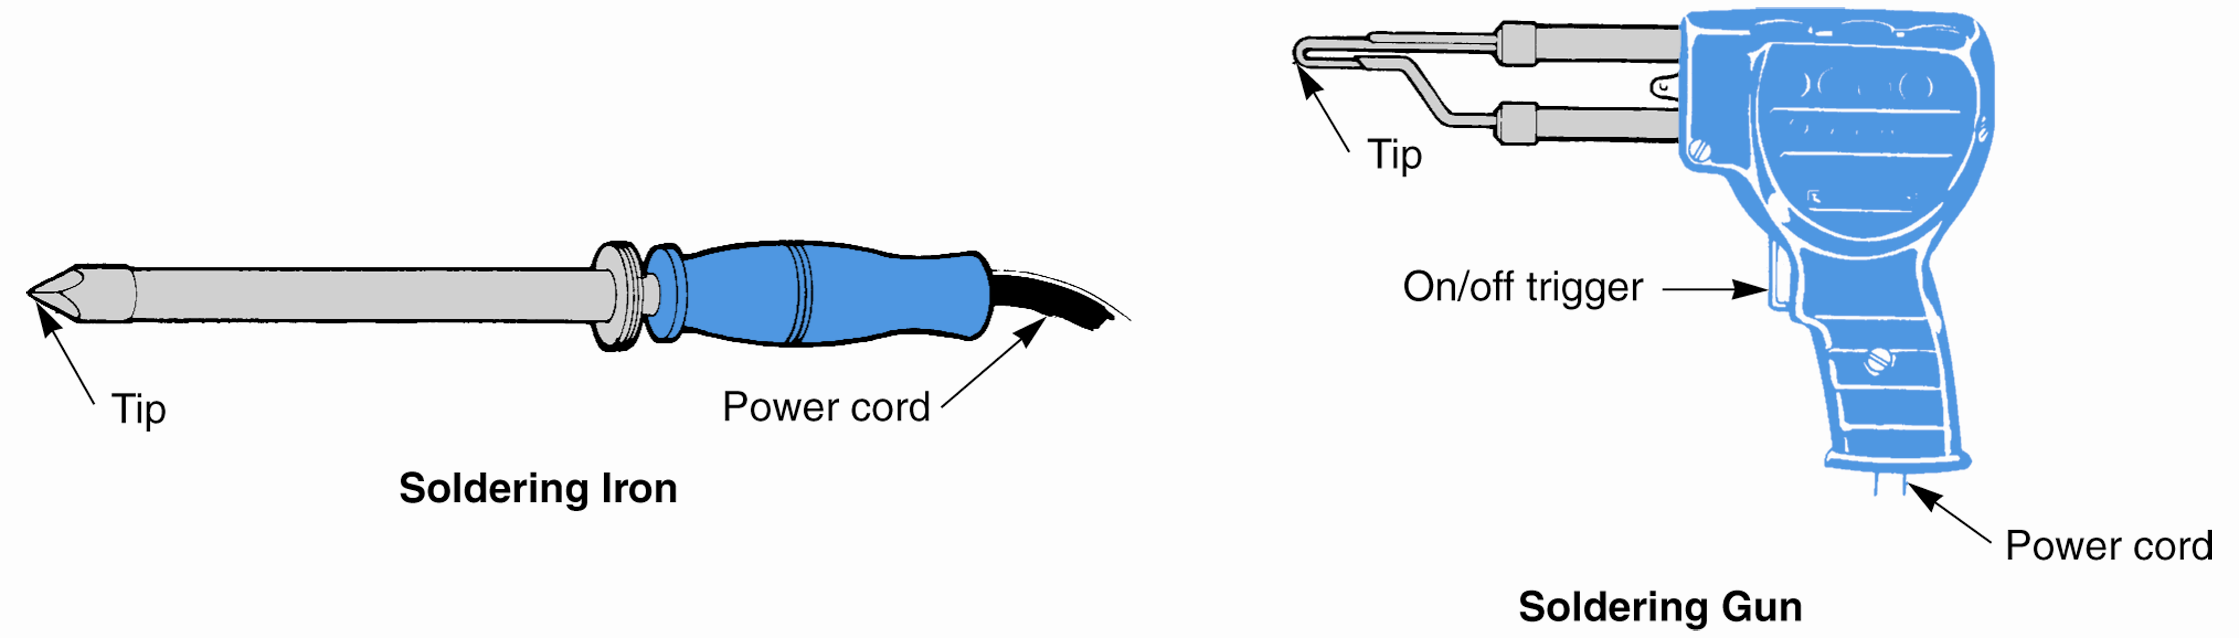 Tip
Power cord
Soldering Iron
Tip
On/off trigger
Power cord
Soldering Gun